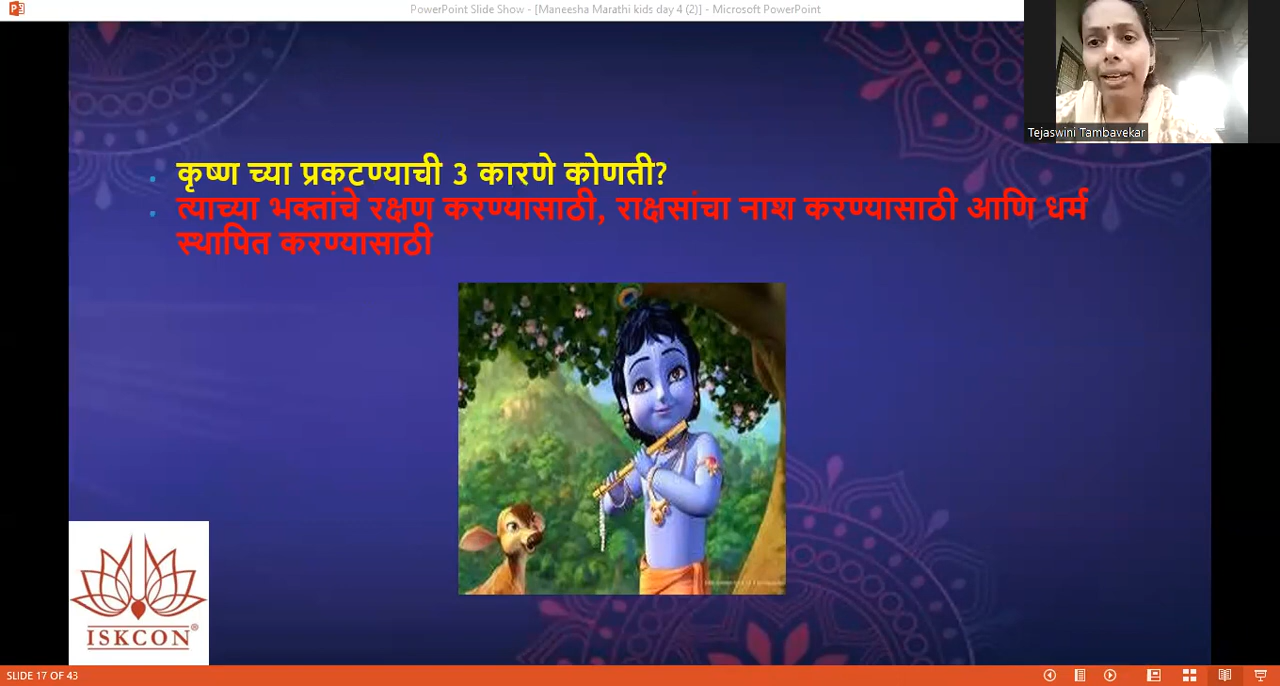 PowerPoint Slide Show - [Maneesha Marathi kids day 4 (2)] - Microsoft PowerPoint
Tejaswini Tambavekar
कृष्ण च्या प्रकटण्याची 3 कारणे कोणती?
त्याच्या भक्तांचे रक्षण करण्यासाठी, राक्षसांचा नाश करण्यासाठी आणि धर्म
स्थापित करण्यासाठी
ISKCON®
SLIDE 17 OF 43